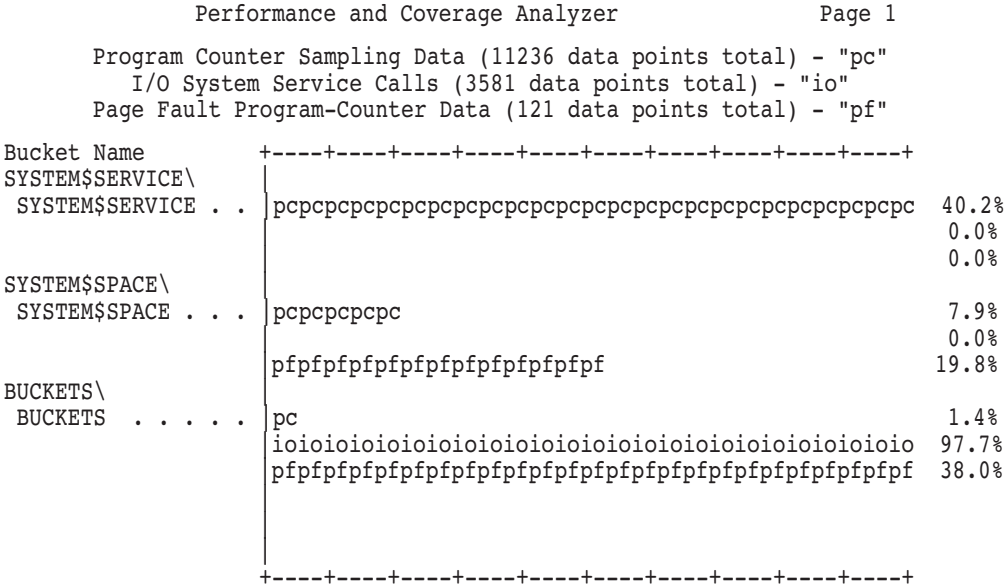 Performance and Coverage Analyzer                Page 1
Program Counter Sampling Data (11236 data points total) - "pc"
I/O System Service Calls (3581 data points total) - "io"
Page Fault Program-Counter Data (121 data points total) - "pf"
Bucket Name         +----+----+----+----+----+----+----+----+----+----+
SYSTEM$SERVICE\     |
 SYSTEM$SERVICE . . |pcpcpcpcpcpcpcpcpcpcpcpcpcpcpcpcpcpcpcpcpcpcpcpcpc  40.2%
                    |                                                     0.0%
                    |                                                     0.0%
SYSTEM$SPACE\       |
 SYSTEM$SPACE . . . |pcpcpcpcpc                                           7.9%
                    |                                                     0.0%
                    |pfpfpfpfpfpfpfpfpfpfpfpfpf                          19.8%
BUCKETS\            |
 BUCKETS  . . . . . |pc                                                   1.4%
                    |ioioioioioioioioioioioioioioioioioioioioioioioioio  97.7%
                    |pfpfpfpfpfpfpfpfpfpfpfpfpfpfpfpfpfpfpfpfpfpfpfpfpf  38.0%
                    |
                    |
                    |
                    +----+----+----+----+----+----+----+----+----+----+